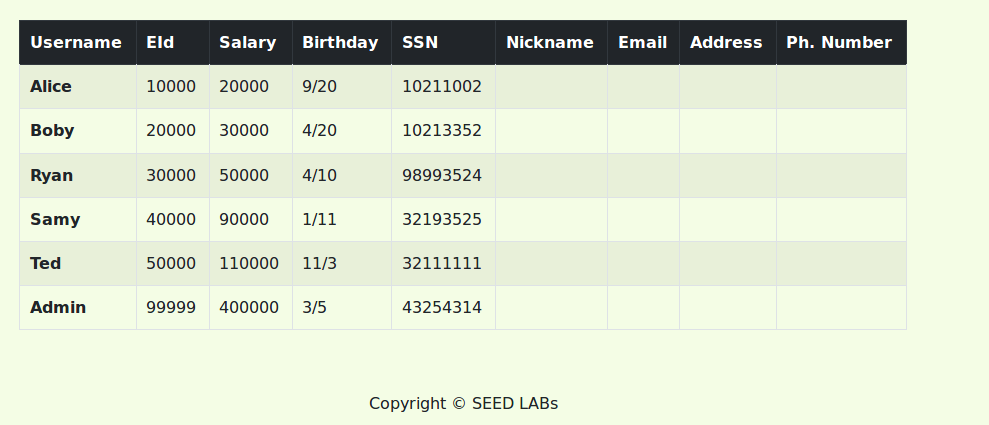 Username EId Salary Birthday SSN Nickname Email Address Ph. Number
Alice 10000 20000 9/20 10211002
Boby 20000 30000 4/20 10213352
Ryan 30000 50000 4/10 98993524
Samy 40000 90000 1/11 32193525
Ted 50000 110000 11/3 32111111
Admin 99999 400000 3/5 43254314
Copyright © SEED LABs